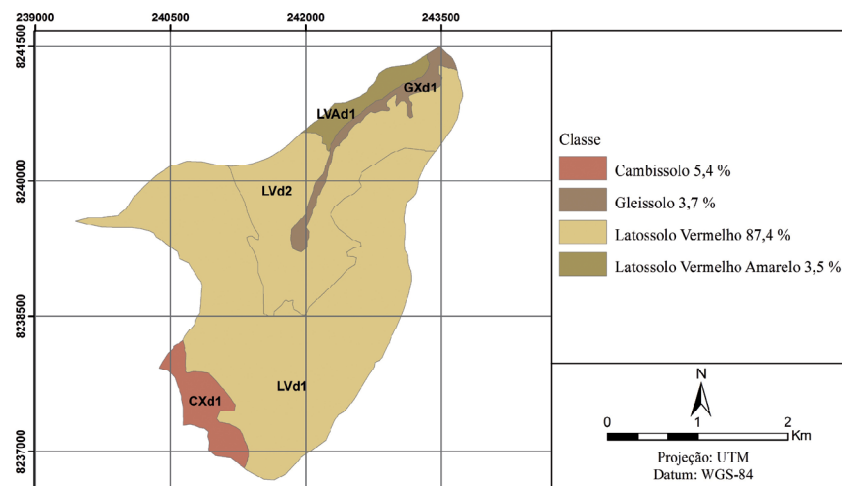 239000 240500 242000 243500
8241500
8240000
8238500
8237000
GXd1
LVAd1
LVd2
LVd1
CXd1
Classe
Cambissolo 5,4 %
Gleissolo 3,7 %
Latossolo Vermelho 87,4 %
Latossolo Vermelho Amarelo 3,5 %
N
0 1 2
Km
Projeção: UTM
Datum: WGS-84